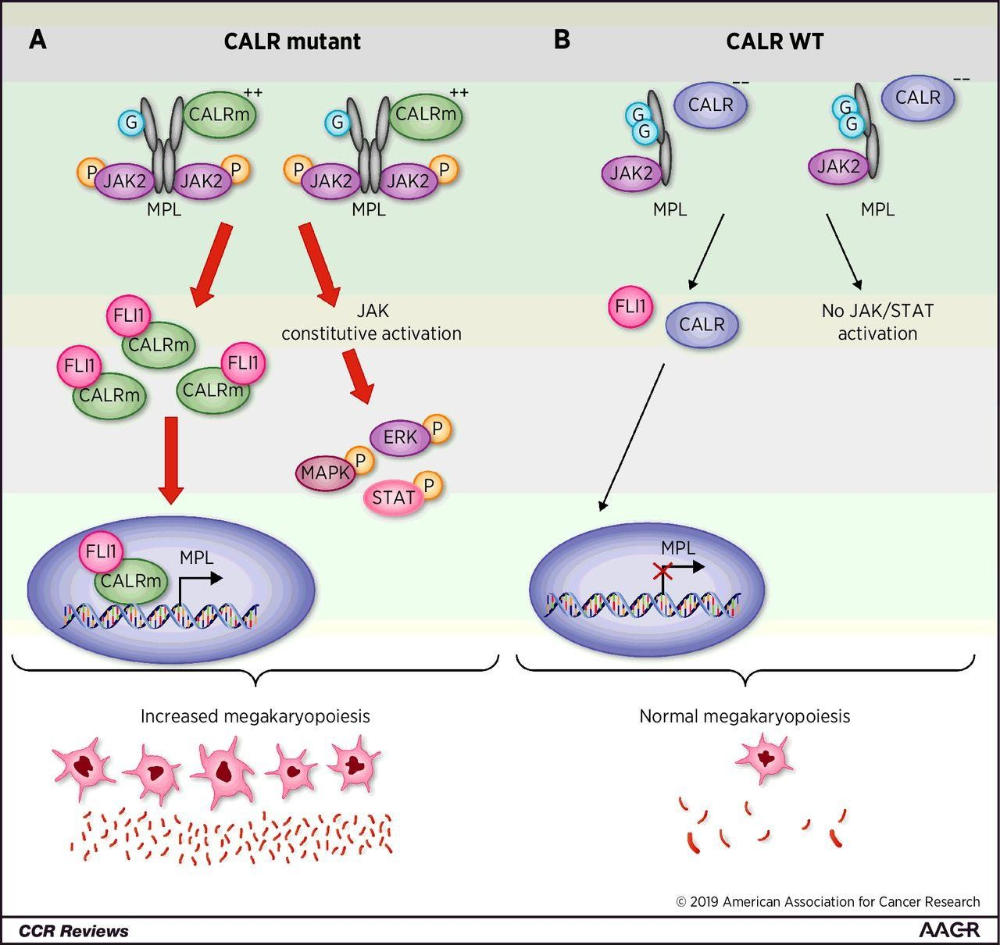 A
CALR mutant
++
++
G
CALRm
G
CALRm
P
JAK2
JAK2
P
P
JAK2
JAK2
P
MPL
MPL
FLI1
CALRm
FLI1
CALRm
FLI1
CALRm
JAK
constitutive activation
ERK
P
MAPK
P
STAT
P
FLI1
CALRm
MPL
Increased megakaryopoiesis
B
CALR WT
−−
−−
G
G
CALR
G
G
CALR
JAK2
JAK2
MPL
MPL
FLI1
CALR
No JAK/STAT
activation
MPL
Normal megakaryopoiesis
© 2019 American Association for Cancer Research
CCR Reviews
AACR